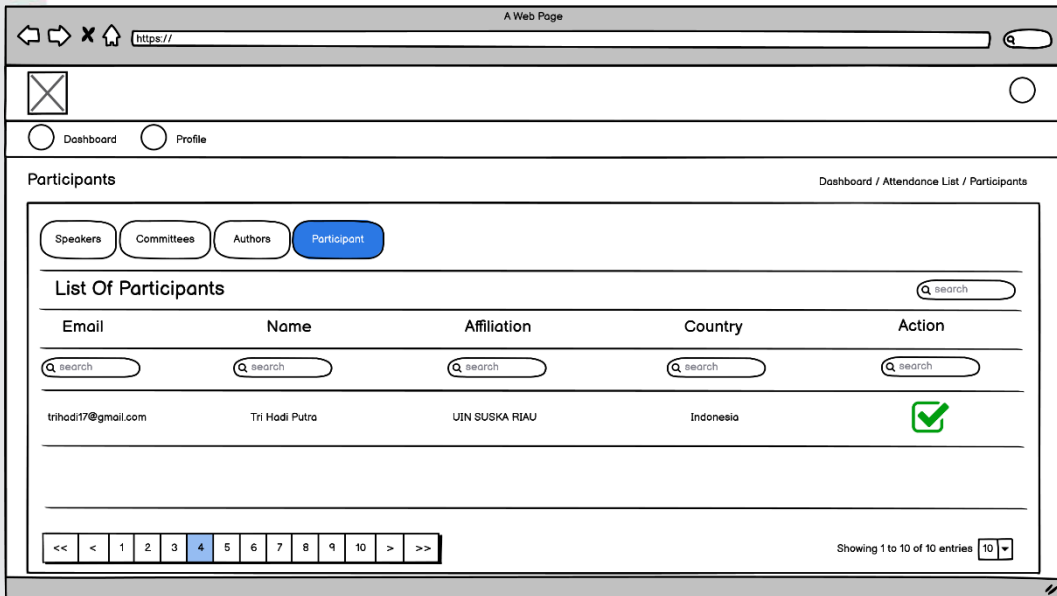 A Web Page
https://
Dashboard Profile
Participants Dashboard / Attendance List / Participants
Speakers Committees Authors Participant
List Of Participants search
Email Name Affiliation Country Action
search search search search search
trihadi17@gmail.com Tri Hadi Putra UIN SUSKA RIAU Indonesia
<< < 1 2 3 4 5 6 7 8 9 10 > >> Showing 1 to 10 of 10 entries 10